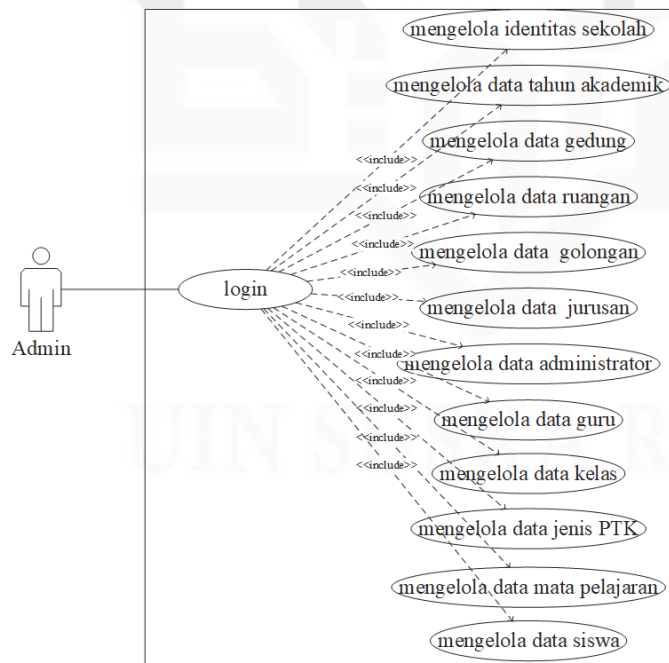 Admin
login
<<include>>
<<include>>
<<include>>
<<include>>
<<include>>
<<include>>
<<include>>
<<include>>
<<include>>
<<include>>
<<include>>
<<include>>
mengelola identitas sekolah
mengelola data tahun akademik
mengelola data gedung
mengelola data ruangan
mengelola data golongan
mengelola data jurusan
mengelola data administrator
mengelola data guru
mengelola data kelas
mengelola data jenis PTK
mengelola data mata pelajaran
mengelola data siswa
UIN